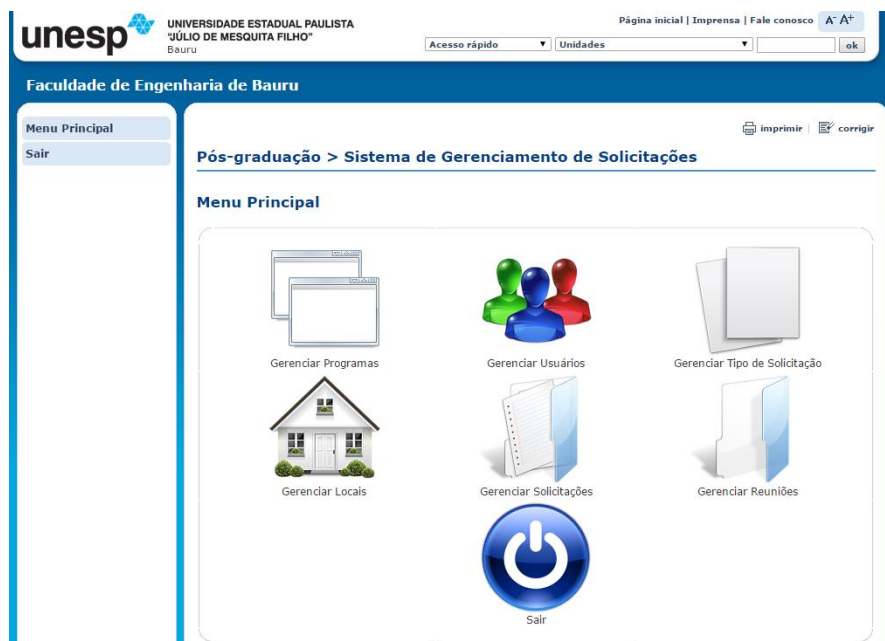 unesp
UNIVERSIDADE ESTADUAL PAULISTA
"JÚLIO DE MESQUITA FILHO"
Bauru
Página inicial | Imprensa | Fale conosco A- A+
Acesso rápido Unidades ok
Faculdade de Engenharia de Bauru
Menu Principal
Sair
imprimir | corrigir
Pós-graduação > Sistema de Gerenciamento de Solicitações
Menu Principal
Gerenciar Programas Gerenciar Usuários Gerenciar Tipo de Solicitação
Gerenciar Locais Gerenciar Solicitações Gerenciar Reuniões
Sair